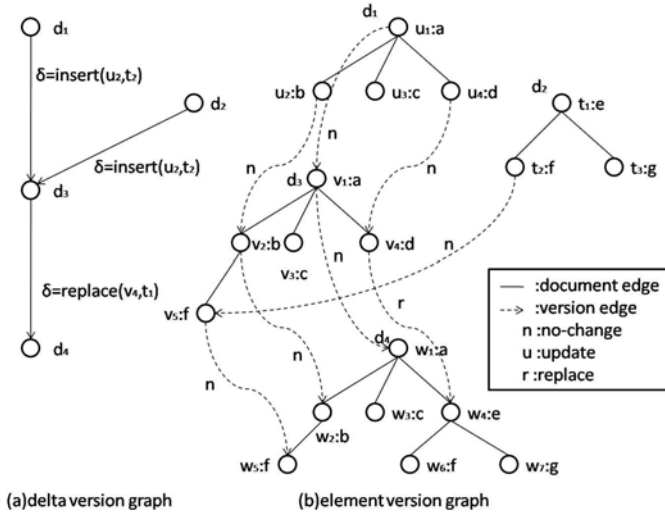 d₁
δ=insert(u₂,t₂)
d₂
δ=insert(u₂,t₂)
d₃
δ=replace(v₄,t₁)
d₄
(a)delta version graph
d₁
u₁:a
u₂:b
u₃:c
u₄:d
d₂
t₁:e
t₂:f
t₃:g
n
n
n
n
d₃
v₁:a
v₂:b
v₃:c
v₄:d
v₅:f
n
n
n
r
d₄
w₁:a
w₂:b
w₃:c
w₄:e
w₅:f
w₆:f
w₇:g
:document edge
:version edge
n :no-change
u :update
r :replace
(b)element version graph